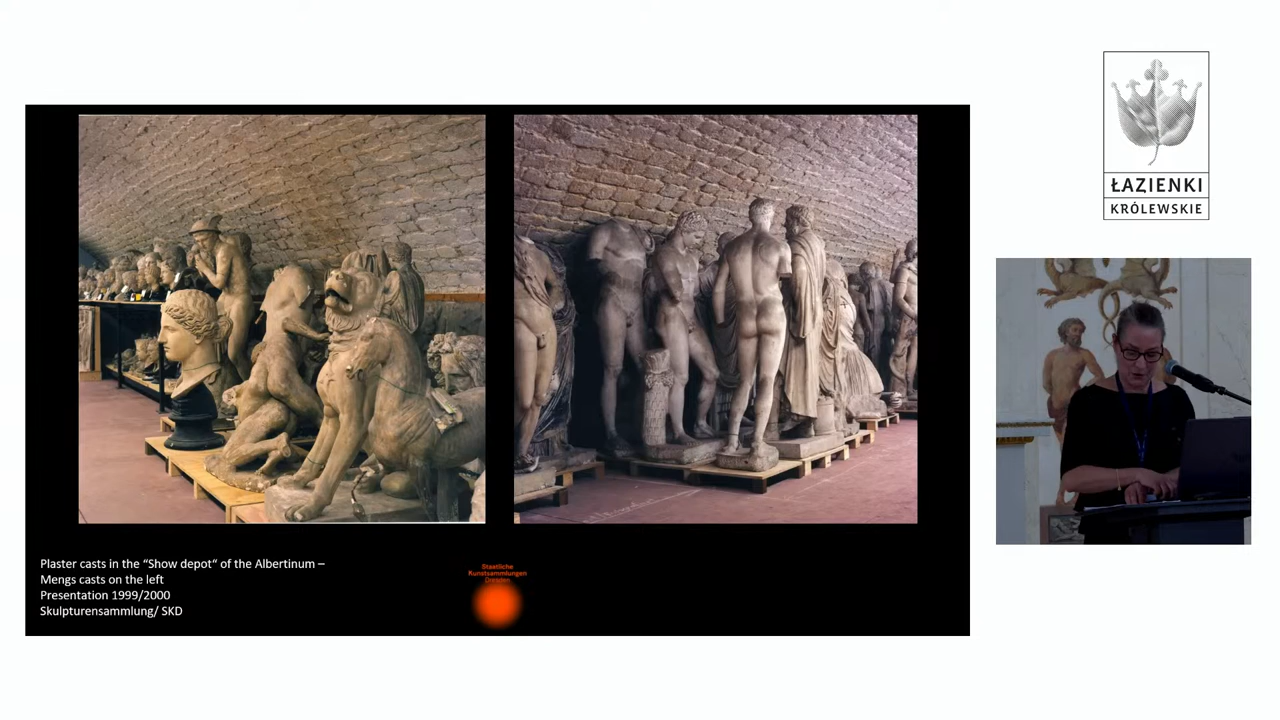 ŁAZIENKI
KRÓLEWSKIE
Plaster casts in the “Show depot“ of the Albertinum –
Mengs casts on the left
Presentation 1999/2000
Skulpturensammlung/ SKD
Staatliche
Kunstsammlungen
Dresden